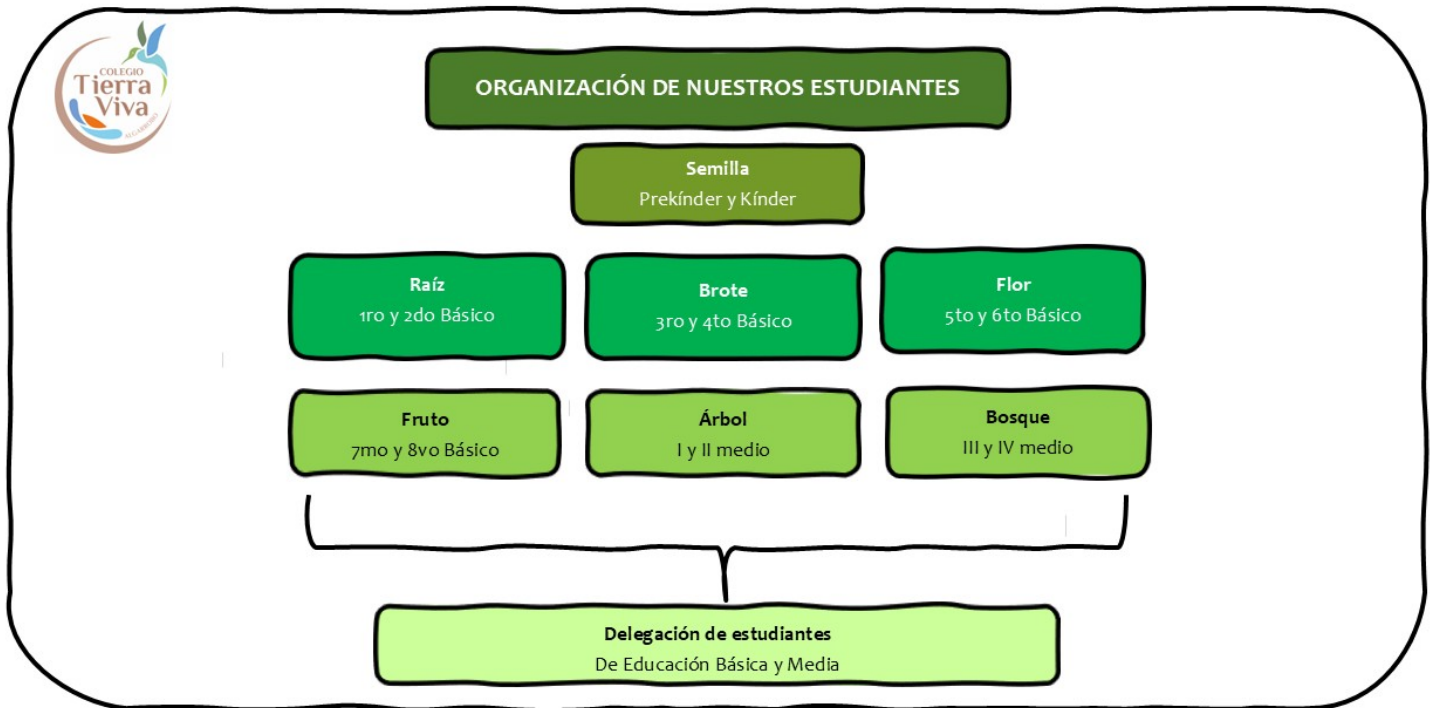 COLEGIO
Tierra
Viva
ALGARROBO
ORGANIZACIÓN DE NUESTROS ESTUDIANTES
Semilla
Prekínder y Kínder
Raíz
1ro y 2do Básico
Brote
3ro y 4to Básico
Flor
5to y 6to Básico
Fruto
7mo y 8vo Básico
Árbol
I y II medio
Bosque
III y IV medio
Delegación de estudiantes
De Educación Básica y Media